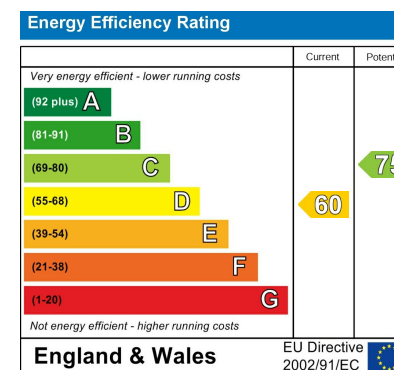 Energy Efficiency Rating
Current Potent
Very energy efficient - lower running costs
(92 plus) A
(81-91) B
(69-80) C
75
(55-68) D
60
(39-54) E
(21-38) F
(1-20) G
Not energy efficient - higher running costs
England & Wales
EU Directive
2002/91/EC